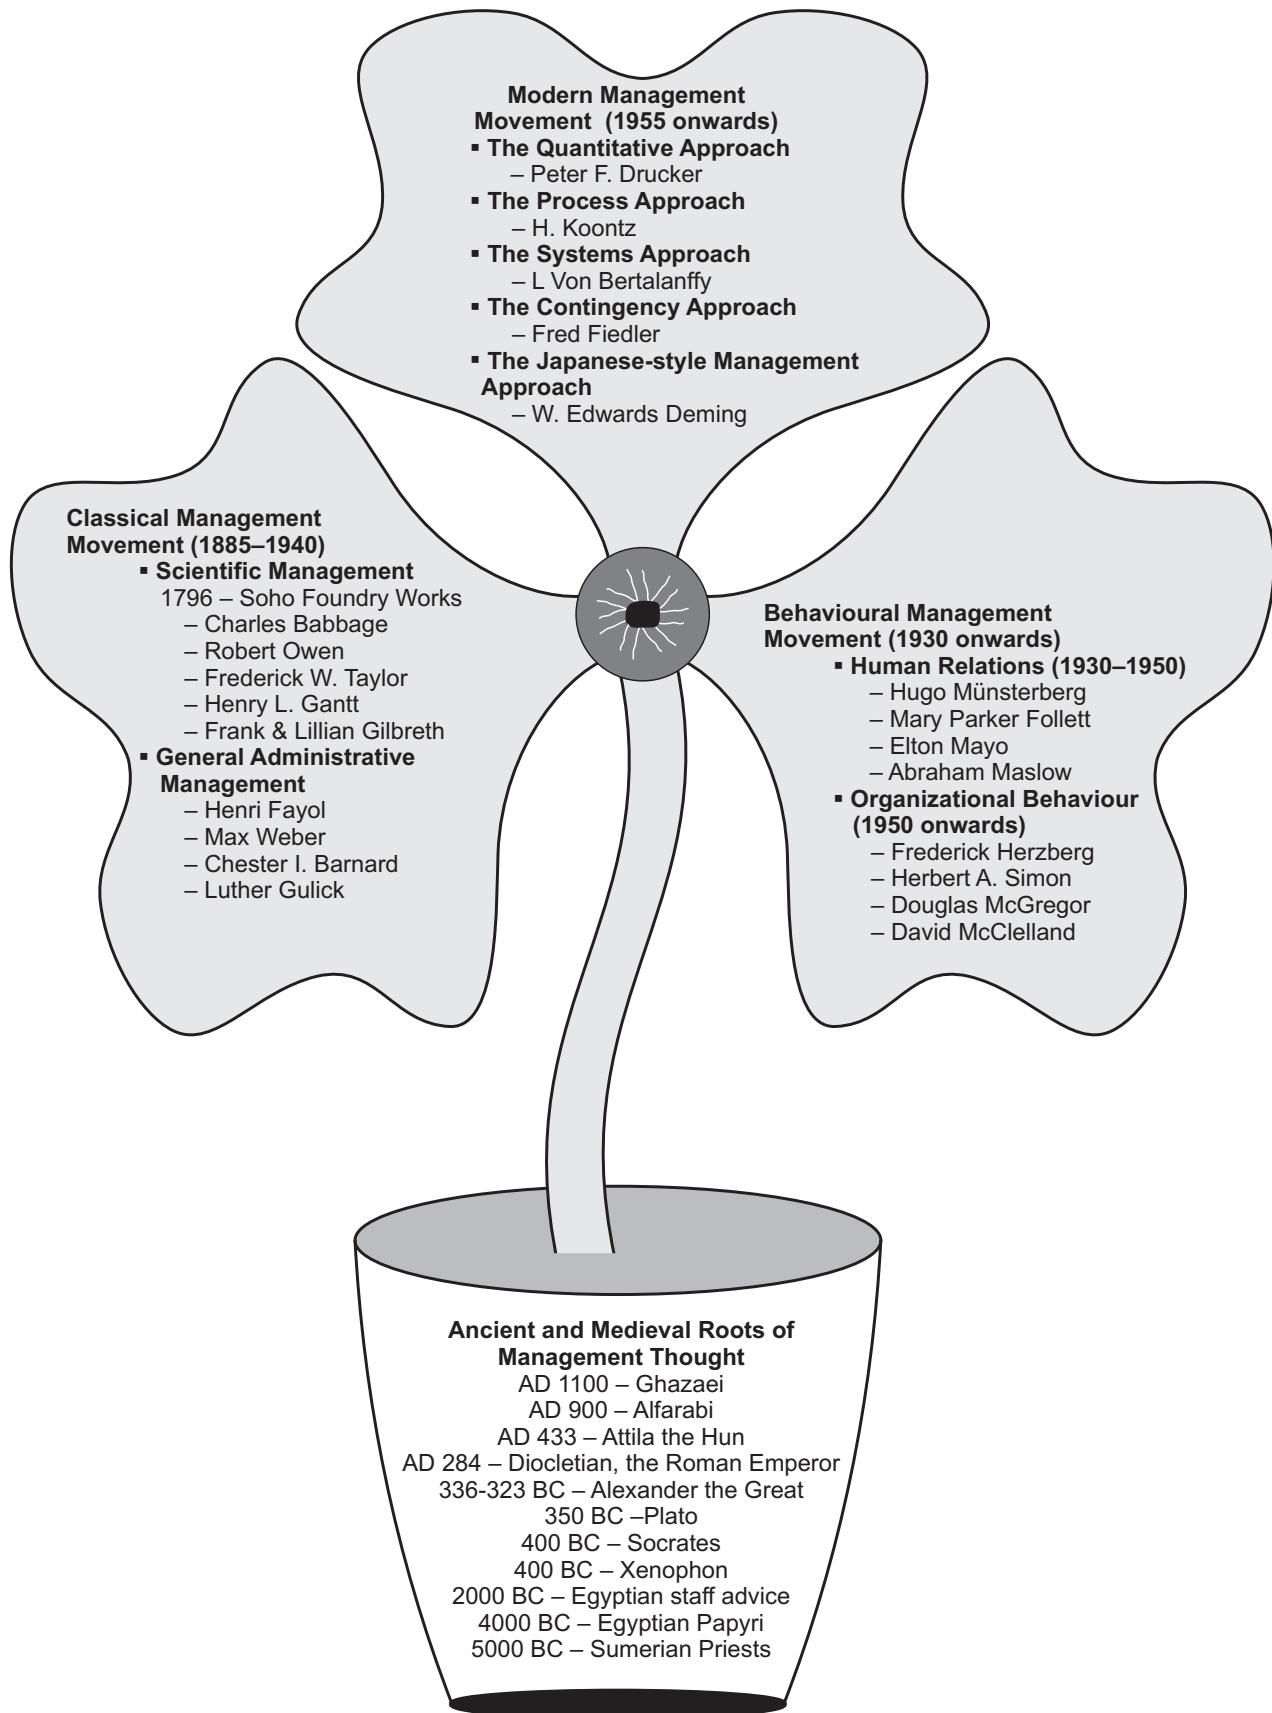 Modern Management
Movement (1955 onwards)
▪ The Quantitative Approach
– Peter F. Drucker
▪ The Process Approach
– H. Koontz
▪ The Systems Approach
– L Von Bertalanffy
▪ The Contingency Approach
– Fred Fiedler
▪ The Japanese-style Management
Approach
– W. Edwards Deming
Classical Management
Movement (1885–1940)
▪ Scientific Management
1796 – Soho Foundry Works
– Charles Babbage
– Robert Owen
– Frederick W. Taylor
– Henry L. Gantt
– Frank & Lillian Gilbreth
▪ General Administrative
Management
– Henri Fayol
– Max Weber
– Chester I. Barnard
– Luther Gulick
Behavioural Management
Movement (1930 onwards)
▪ Human Relations (1930–1950)
– Hugo Münsterberg
– Mary Parker Follett
– Elton Mayo
– Abraham Maslow
▪ Organizational Behaviour
(1950 onwards)
– Frederick Herzberg
– Herbert A. Simon
– Douglas McGregor
– David McClelland
Ancient and Medieval Roots of
Management Thought
AD 1100 – Ghazaei
AD 900 – Alfarabi
AD 433 – Attila the Hun
AD 284 – Diocletian, the Roman Emperor
336-323 BC – Alexander the Great
350 BC –Plato
400 BC – Socrates
400 BC – Xenophon
2000 BC – Egyptian staff advice
4000 BC – Egyptian Papyri
5000 BC – Sumerian Priests